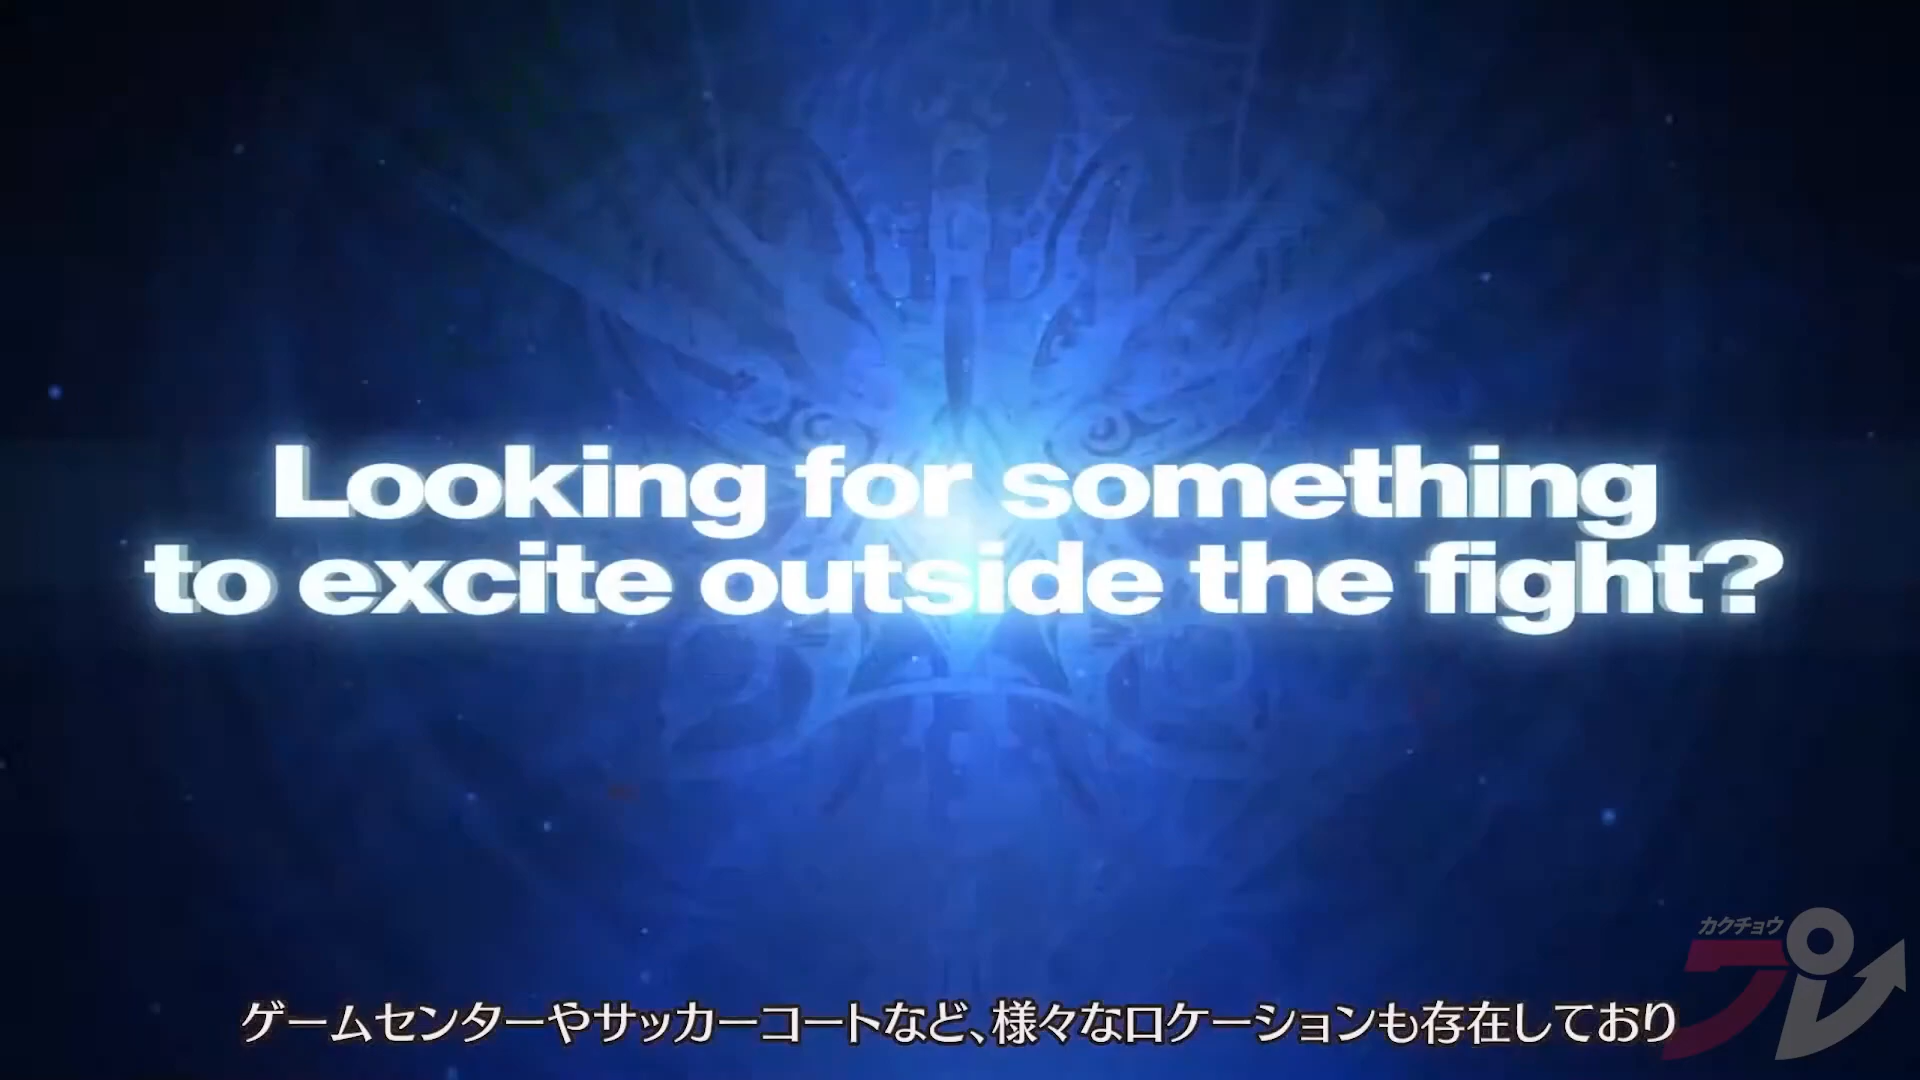 Looking for something
to excite outside the fight?
カクチョウ
プレ
ゲームセンターやサッカーコートなど、様々なロケーションも存在しており